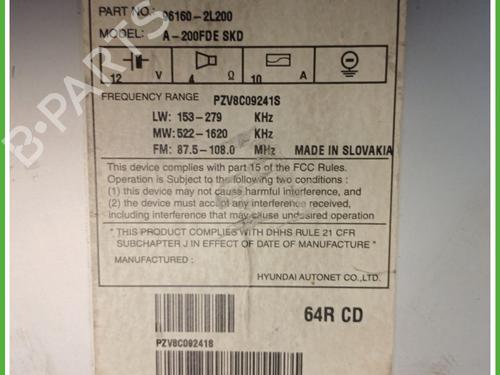 PART NO.: 96160-2L200
MODEL: A-200FDE SKD
12 V 4 Ω 10 A
FREQUENCY RANGE PZV8C09241S
LW: 153-279 KHz
MW: 522-1620 KHz
FM: 87.5-108.0 MHz MADE IN SLOVAKIA
This device complies with part 15 of the FCC Rules.
Operation is Subject to the following two conditions :
(1) this device may not cause harmful interference, and
(2) the device must accept any interference received,
including interference that may cause undesired operation
" THIS PRODUCT COMPLIES WITH DHHS RULE 21 CFR
SUBCHAPTER J IN EFFECT OF DATE OF MANUFACTURE "
MANUFACTURED :
HYUNDAI AUTONET CO.,LTD.
64R CD
PZV8C09241S
B-PARTS